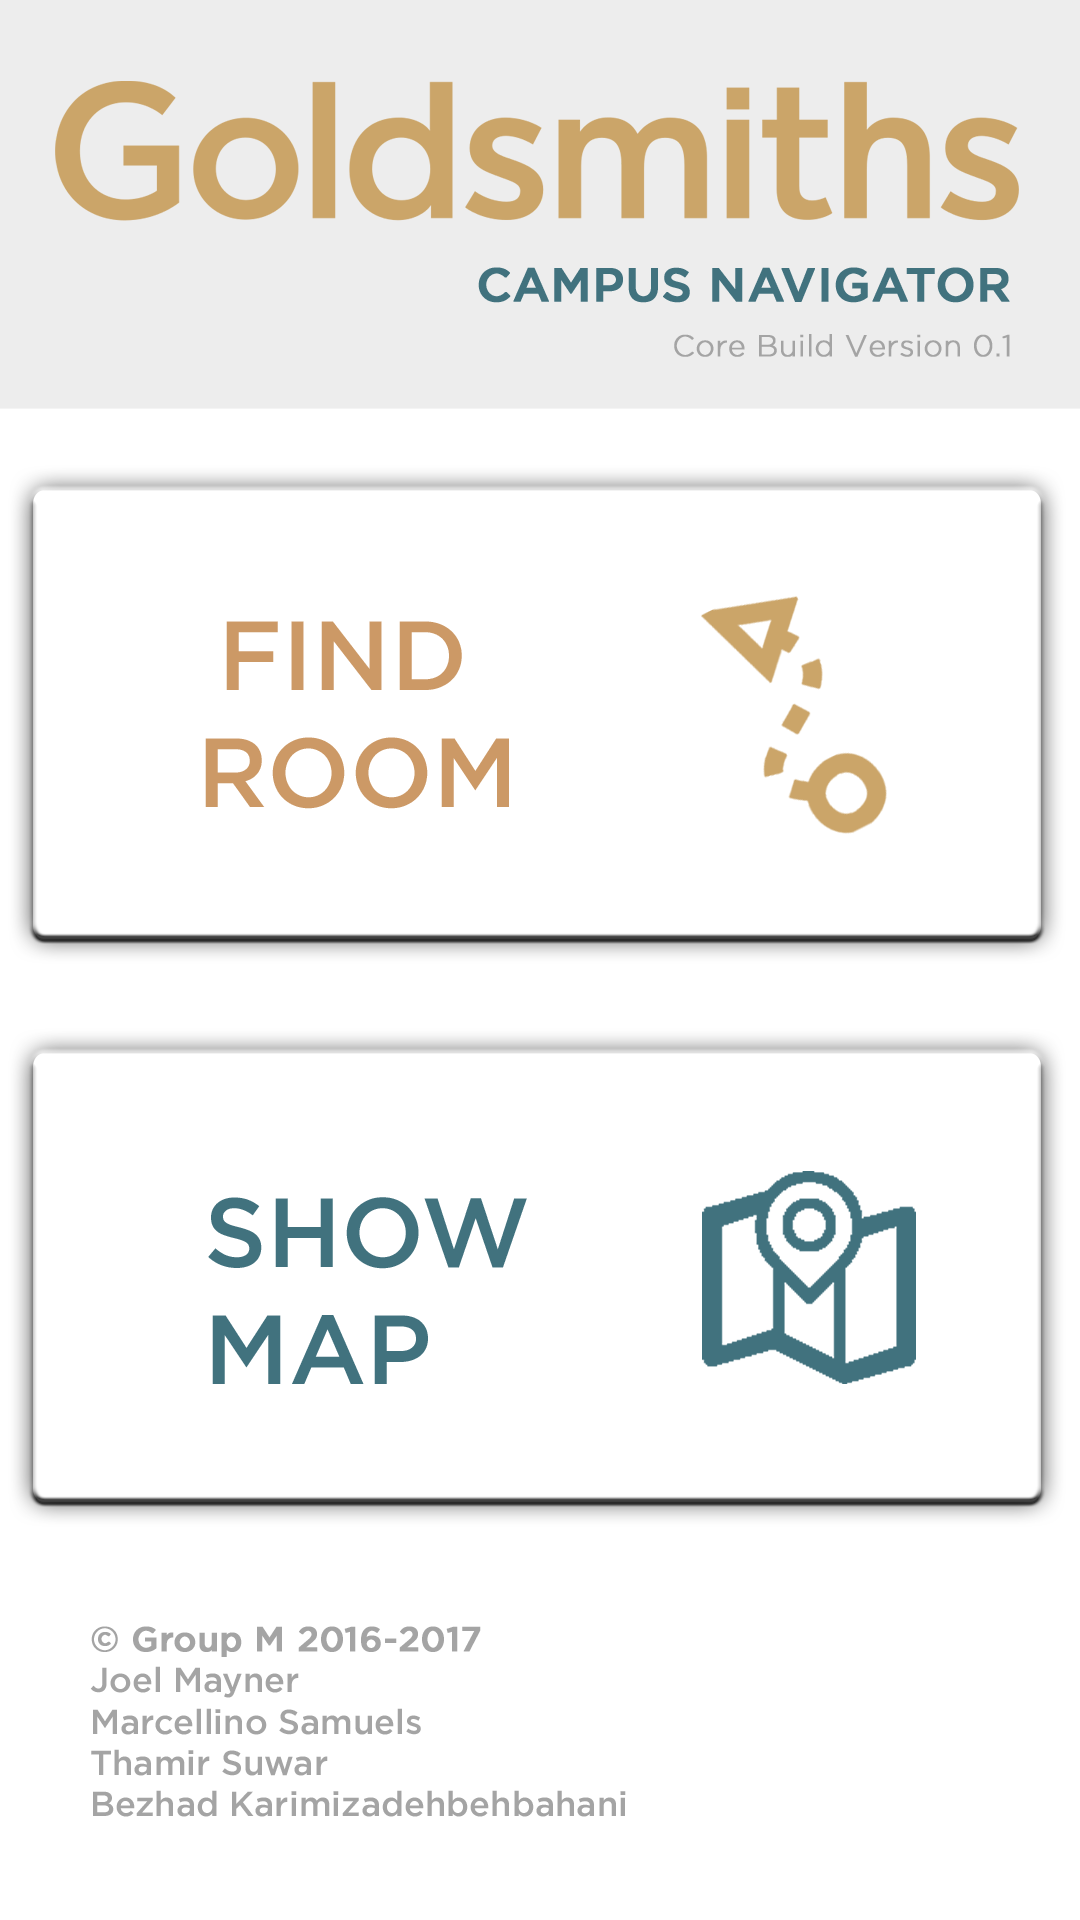 Goldsmiths
CAMPUS NAVIGATOR
Core Build Version 0.1
FIND
ROOM
SHOW
MAP
© Group M 2016-2017
Joel Mayner
Marcellino Samuels
Thamir Suwar
Bezhad Karimizadehbehbahani